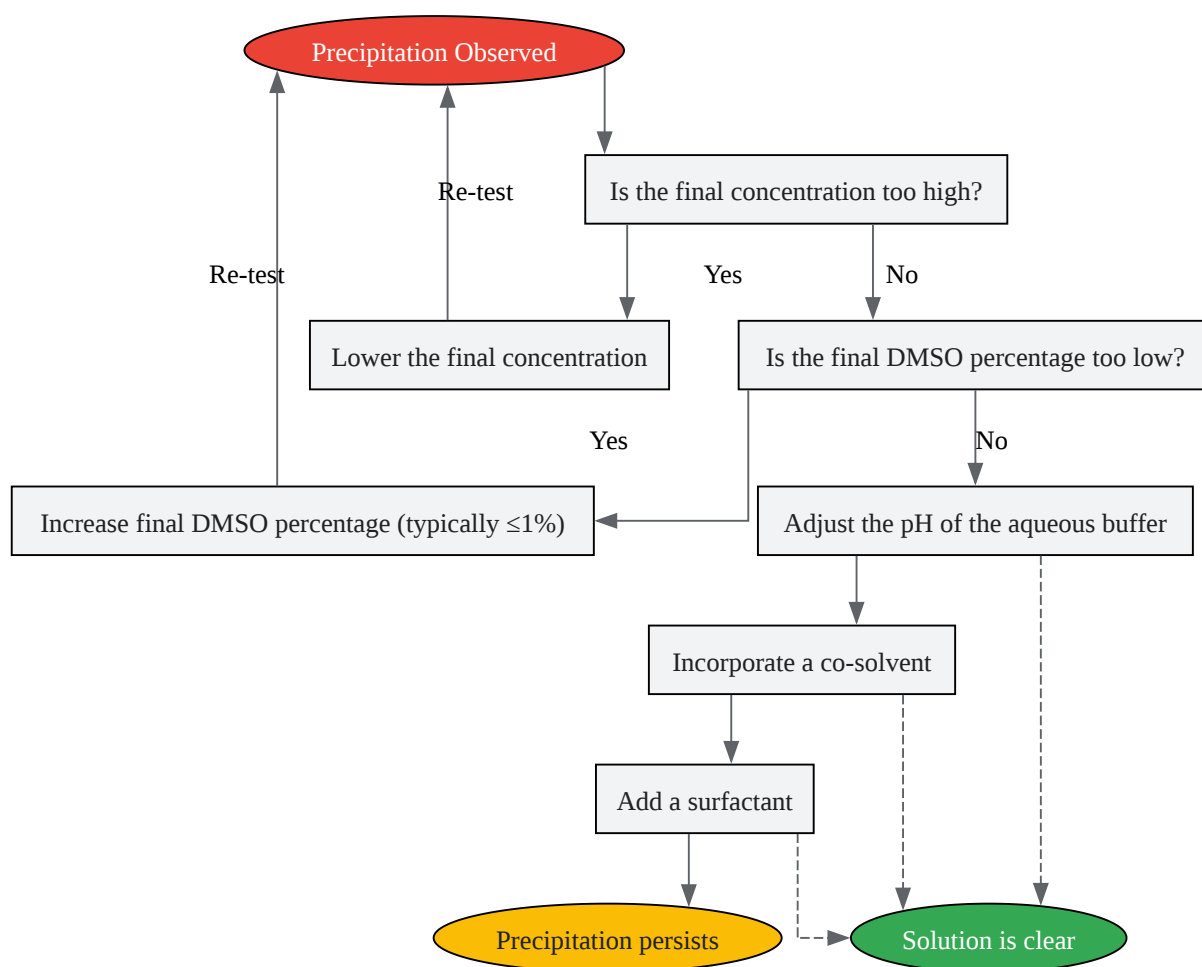 Precipitation Observed
Is the final concentration too high?
Re-test
Re-test
Yes
No
Lower the final concentration
Is the final DMSO percentage too low?
Yes
No
Increase final DMSO percentage (typically ≤1%)
Adjust the pH of the aqueous buffer
Incorporate a co-solvent
Add a surfactant
Precipitation persists
Solution is clear